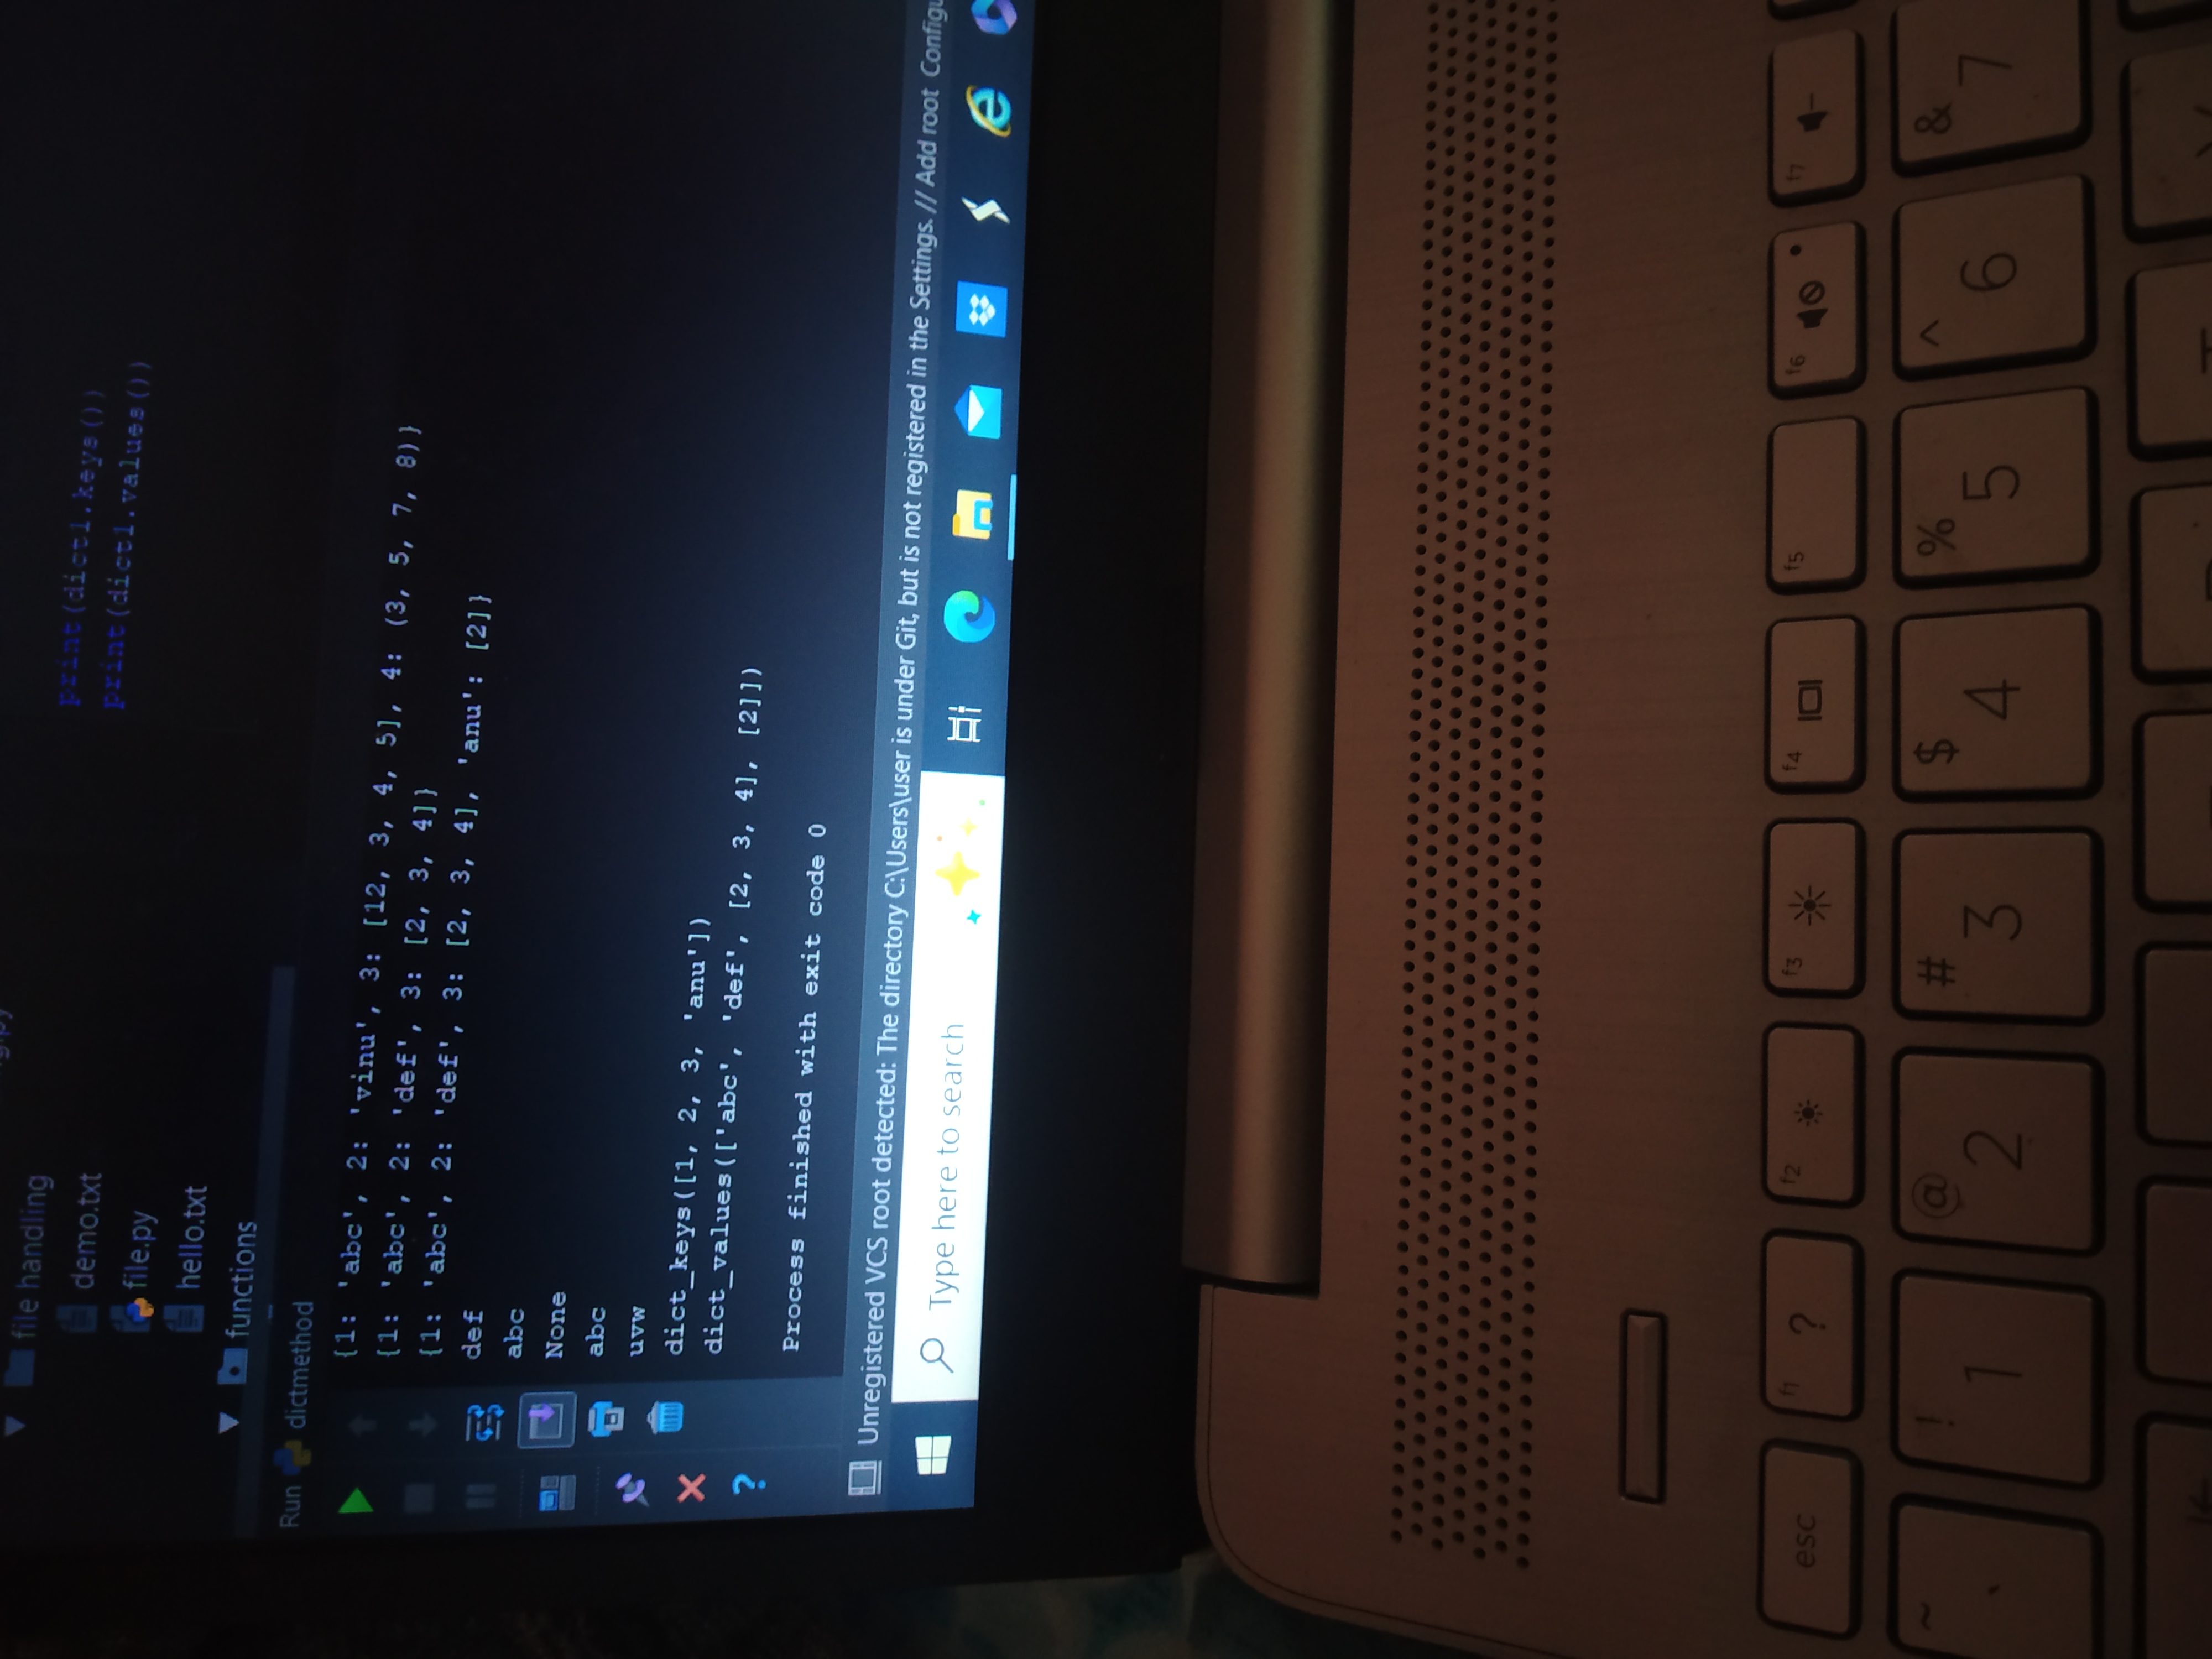 file handling
demo.txt
file.py
hello.txt
functions
print(dict1.keys())
print(dict1.values())
Run dictmethod
{1: 'abc', 2: 'vinu', 3: [12, 3, 4, 5], 4: (3, 5, 7, 8)}
{1: 'abc', 2: 'def', 3: [2, 3, 4]}
{1: 'abc', 2: 'def', 3: [2, 3, 4], 'anu': [2]}
def
abc
None
abc
uvw
dict_keys([1, 2, 3, 'anu'])
dict_values(['abc', 'def', [2, 3, 4], [2]])
Process finished with exit code 0
Unregistered VCS root detected: The directory C:\Users\user is under Git, but is not registered in the Settings. // Add root Configu
Type here to search
esc f1 ? f2 f3 f4 f5 f6 f7
~ ! @ # $ % ^ &
` 1 2 3 4 5 6 7